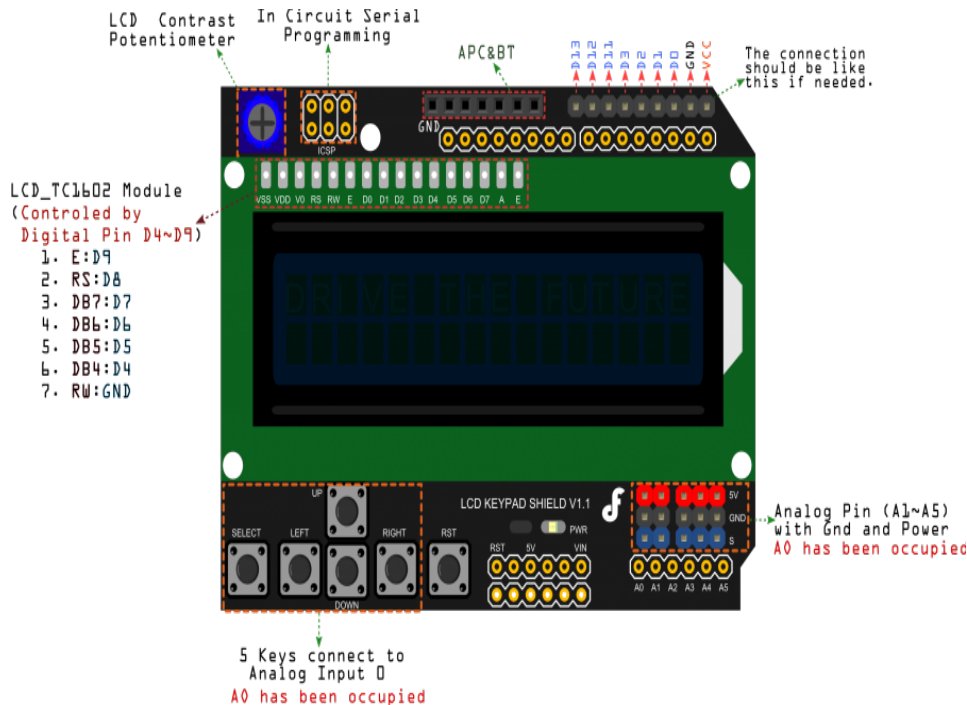 LCD Contrast
Potentiometer
In Circuit Serial
Programming
APC&BT
D13
D12
D11
D3
D2
D1
D0
GND
VCC
The connection
should be like
this if needed.
GND
ICSP
VSS VDD V0 RS RW E D0 D1 D2 D3 D4 D5 D6 D7 A E
LCD_TC1602 Module
(Controled by
Digital Pin D4~D9)
1. E:D9
2. RS:D8
3. DB7:D7
4. DB6:D6
5. DB5:D5
6. DB4:D4
7. RW:GND
DRIVE THE FUTURE
UP
SELECT LEFT RIGHT RST
DOWN
LCD KEYPAD SHIELD V1.1
PWR
RST 5V VIN
5V
GND
S
A0 A1 A2 A3 A4 A5
Analog Pin (A1~A5)
with Gnd and Power
A0 has been occupied
5 Keys connect to
Analog Input 0
A0 has been occupied